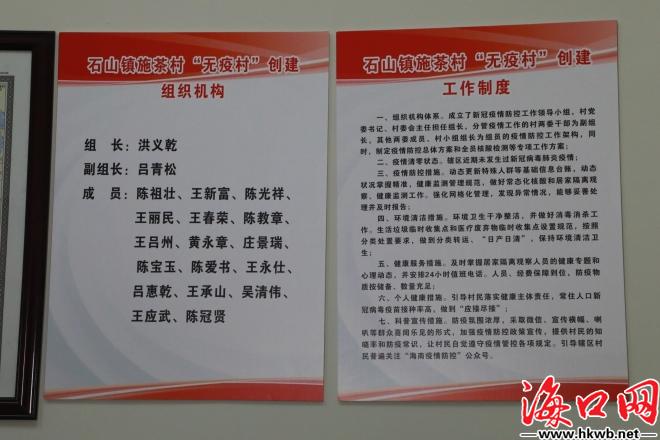 石山镇施茶村“无疫村”创建
组织机构
组 长：洪义乾
副组长：吕青松
成 员：陈祖壮、王新富、陈光祥、
王丽民、王春荣、陈教章、
王吕州、黄永章、庄景瑞、
陈宝玉、陈爱书、王永仕、
吕惠乾、王承山、吴清伟、
王应武、陈冠贤
石山镇施茶村“无疫村”创建
工作制度
一、组织机构体系。成立了新冠疫情防控工作领导小组，村党
委书记、村委会主任担任组长，分管疫情工作的村两委干部为副组
长，其他两委成员、村小组组长为组员的疫情防控工作架构，同
时，制定疫情防控总体方案和全员核酸检测等专项工作方案；
二、疫情清零状态。辖区近期未发生过新冠病毒肺炎疫情；
三、疫情防控措施。动态更新特殊人群等基础信息台账，动态
状况掌握精准，健康监测管理规范，做好常态化核酸和居家隔离观
察、健康监测工作。强化网格化管理，发现异常情况，能够妥善处
理并及时报告；
四、环境清洁措施。环境卫生干净整洁，并做好消毒消杀工
作。生活垃圾临时收集点和医疗废弃物临时收集点设置规范，按照
分类处置要求，做到分类转运、“日产日清”，保持环境清洁卫
生；
五、健康服务措施。及时掌握居家隔离观察人员的健康专题和
心理动态，并安排24小时值班电话。人员、经费保障到位，防疫物
质按储备、数量充足；
六、个人健康措施。引导村民落实健康主体责任，常住人口新
冠病毒疫苗接种率高，做到“应接尽接”；
七、科普宣传措施。防疫氛围浓厚，采取微信、宣传横幅、喇
叭等群众喜闻乐见的形式，加强疫情防控政策宣传，提供村民的知
晓率和防疫常识，让村民自觉遵守疫情管控各项规定。引导辖区村
民普遍关注“海南疫情防控”公众号。
海口网
www.hkwb.net